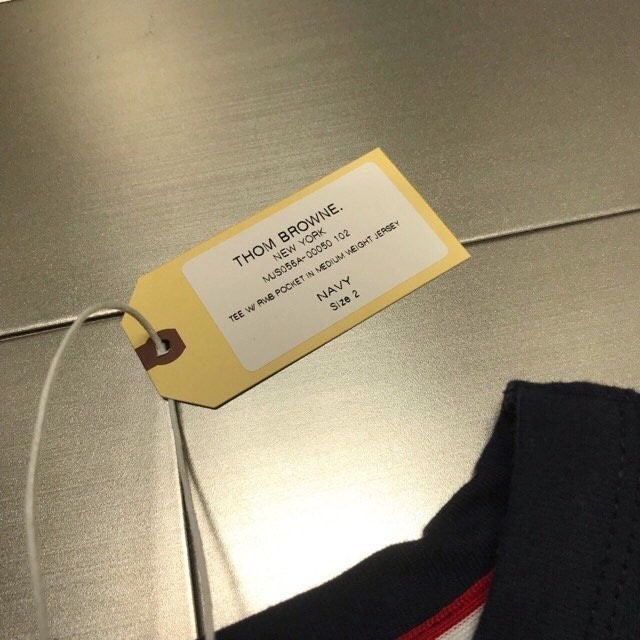 THOM BROWNE.
NEW YORK
MJS056A-00050 102
TEE W/ RWB POCKET IN MEDIUM WEIGHT JERSEY
NAVY
Size 2